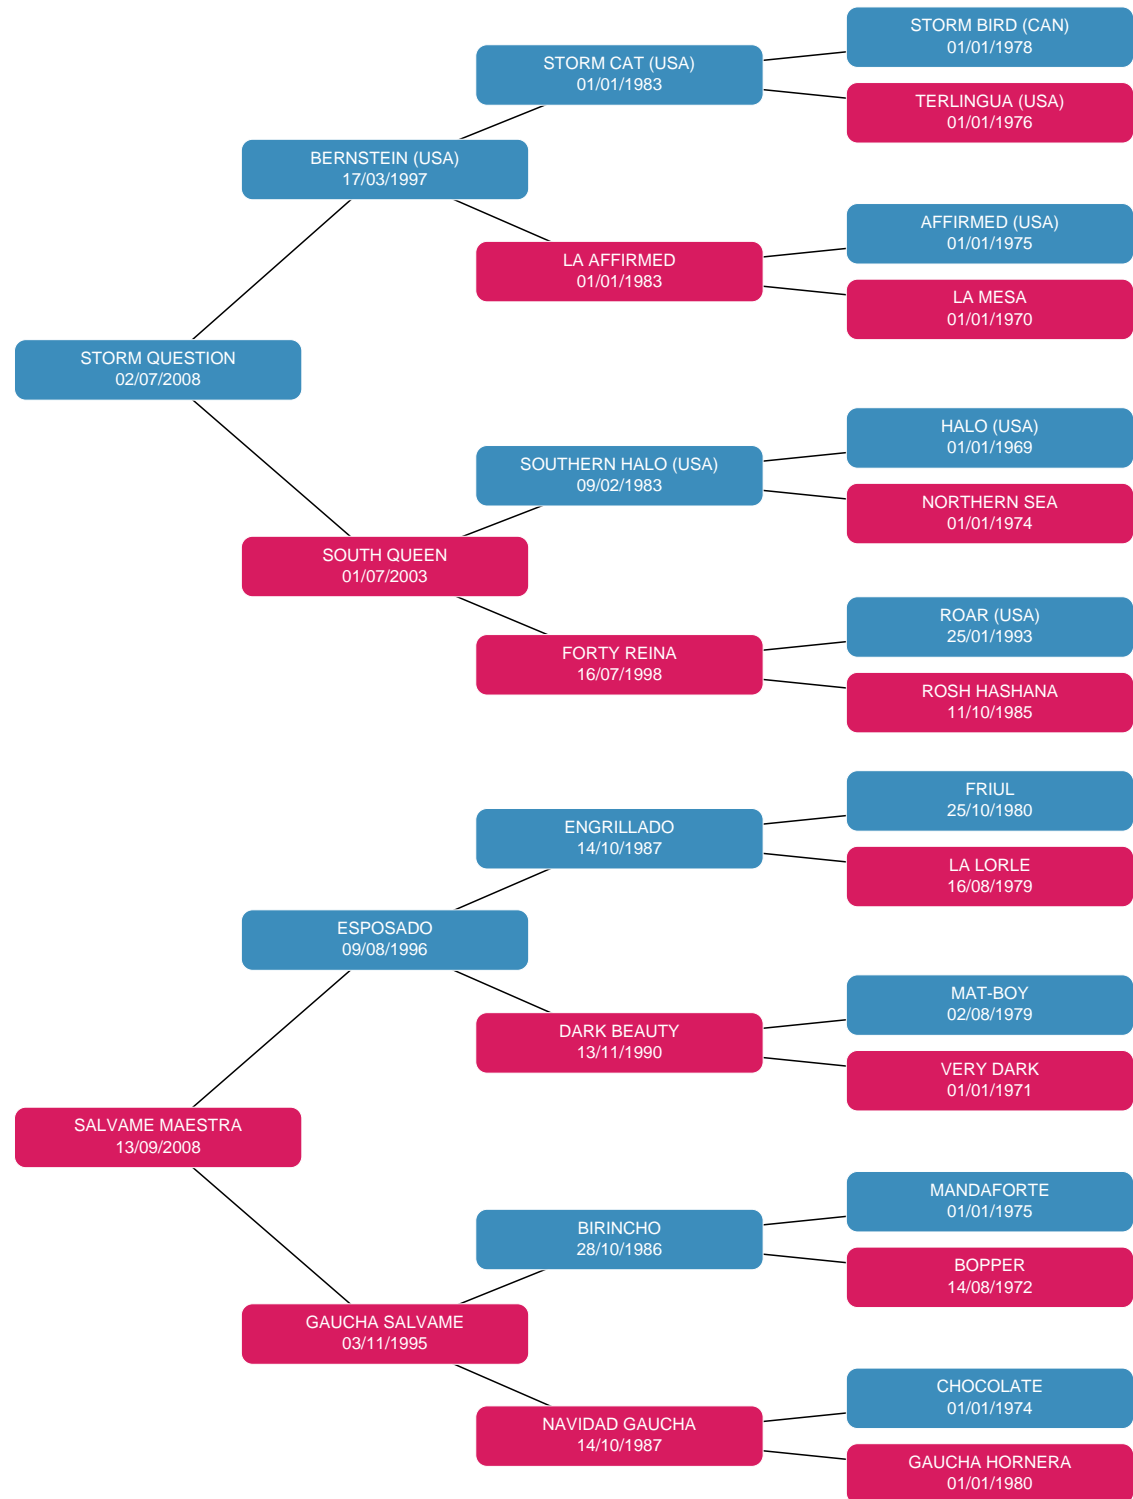 STORM BIRD (CAN)
01/01/1978
STORM CAT (USA)
01/01/1983
TERLINGUA (USA)
01/01/1976
BERNSTEIN (USA)
17/03/1997
AFFIRMED (USA)
01/01/1975
LA AFFIRMED
01/01/1983
LA MESA
01/01/1970
STORM QUESTION
02/07/2008
HALO (USA)
01/01/1969
SOUTHERN HALO (USA)
09/02/1983
NORTHERN SEA
01/01/1974
SOUTH QUEEN
01/07/2003
ROAR (USA)
25/01/1993
FORTY REINA
16/07/1998
ROSH HASHANA
11/10/1985
FRIUL
25/10/1980
ENGRILLADO
14/10/1987
LA LORLE
16/08/1979
ESPOSADO
09/08/1996
MAT-BOY
02/08/1979
DARK BEAUTY
13/11/1990
VERY DARK
01/01/1971
SALVAME MAESTRA
13/09/2008
MANDAFORTE
01/01/1975
BIRINCHO
28/10/1986
BOPPER
14/08/1972
GAUCHA SALVAME
03/11/1995
CHOCOLATE
01/01/1974
NAVIDAD GAUCHA
14/10/1987
GAUCHA HORNERA
01/01/1980